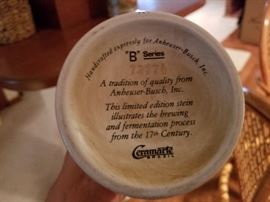 Handcrafted expressly for Anheuser-Busch, Inc.
"B" Series
A tradition of quality from
Anheuser-Busch, Inc.
This limited edition stein
illustrates the brewing
and fermentation process
from the 17th Century.
Ceramarte
BRAZIL